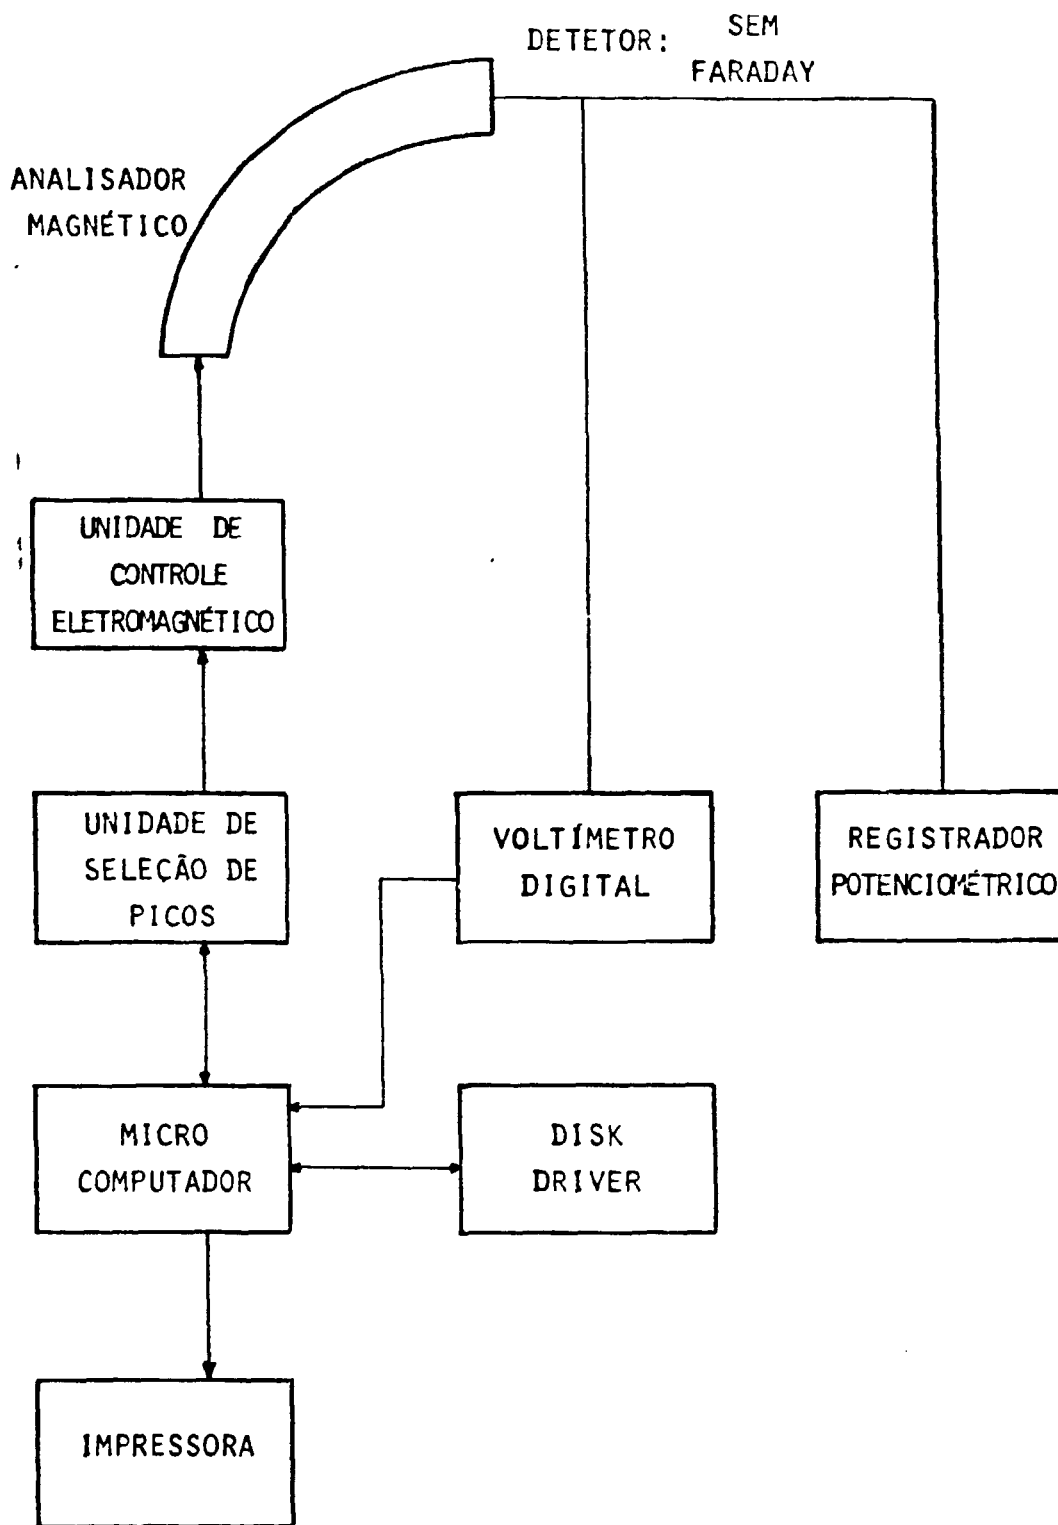 DETETOR: SEM
FARADAY
ANALISADOR
MAGNÉTICO
UNIDADE DE
CONTROLE
ELETROMAGNÉTICO
UNIDADE DE
SELEÇÃO DE
PICOS
VOLTÍMETRO
DIGITAL
REGISTRADOR
POTENCIOMÉTRICO
MICRO
COMPUTADOR
DISK
DRIVER
IMPRESSORA